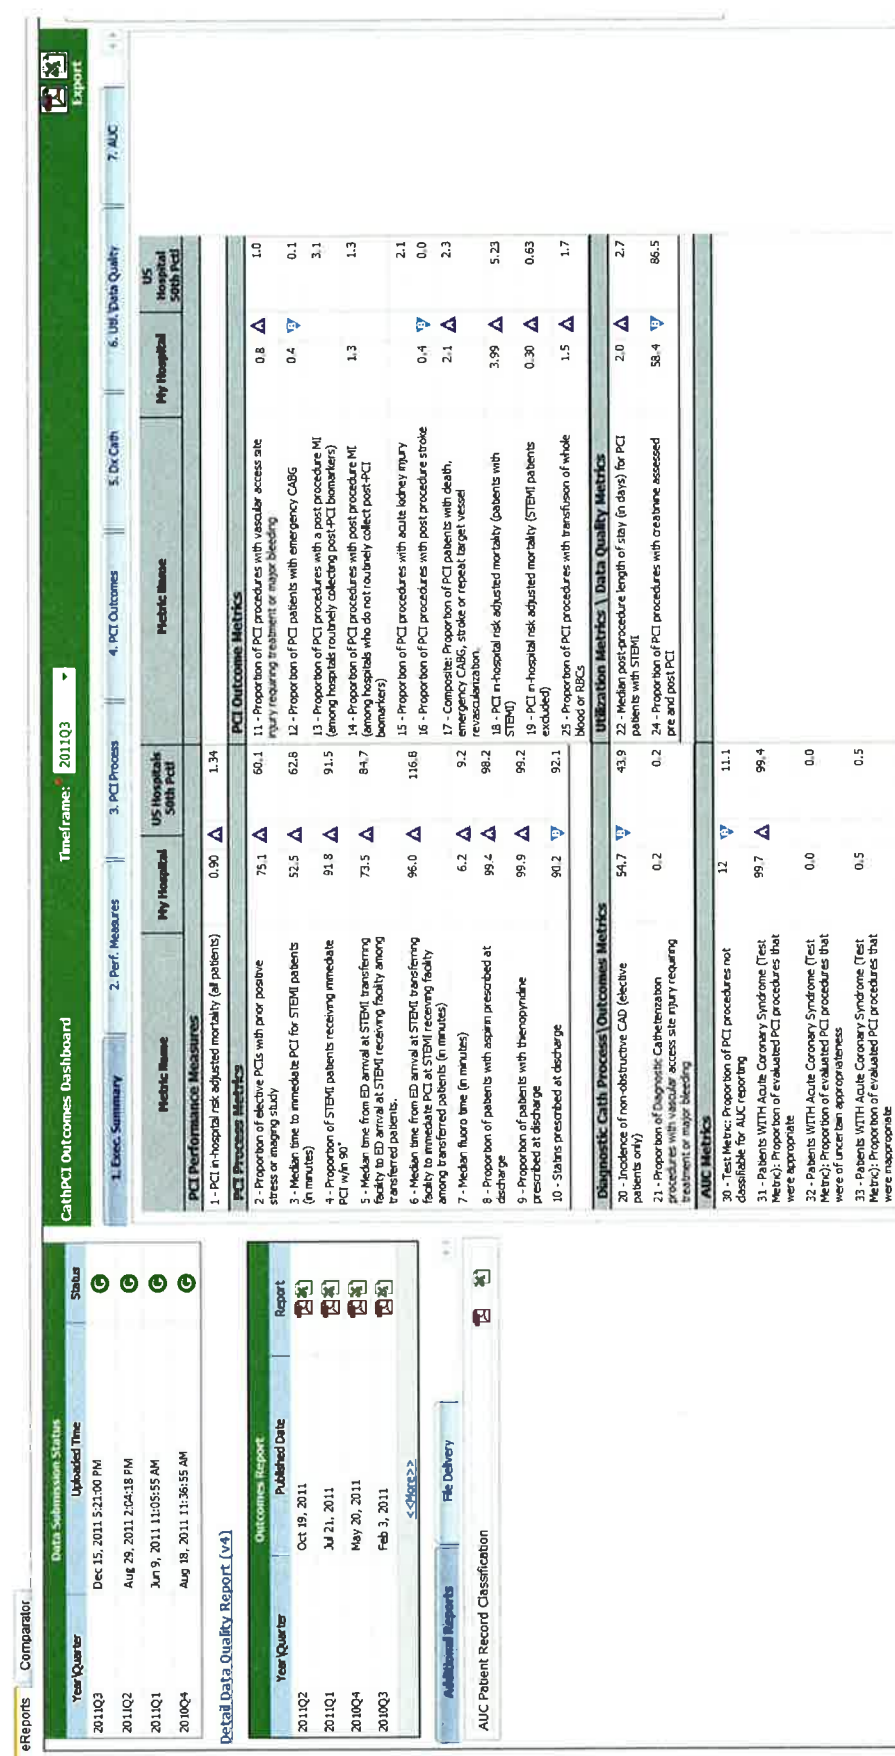 eReports Comparator
Data Submission Status
Year\Quarter Uploaded Time Status
2011Q3 Dec 15, 2011 5:21:00 PM G
2011Q2 Aug 29, 2011 2:04:18 PM G
2011Q1 Jun 9, 2011 11:05:55 AM G
2010Q4 Aug 18, 2011 11:36:55 AM G
Detail Data Quality Report (v4)
Outcomes Report
Year\Quarter Published Date Report
2011Q2 Oct 19, 2011
2011Q1 Jul 21, 2011
2010Q4 May 20, 2011
2010Q3 Feb 3, 2011
<<More>>
Additional Reports File Delivery
AUC Patient Record Classification
CathPCI Outcomes Dashboard Timeframe:* 2011Q3 Export
1. Exec. Summary 2. Perf. Measures 3. PCI Process 4. PCI Outcomes 5. Dx Cath 6. Util.\Data Quality 7. AUC
Metric Name My Hospital US Hospitals 50th Pctl
PCI Performance Measures
1 - PCI in-hospital risk adjusted mortality (all patients) 0.90 1.34
PCI Process Metrics
2 - Proportion of elective PCIs with prior positive 75.1 60.1
stress or imaging study
3 - Median time to immediate PCI for STEMI patients 52.5 62.8
(in minutes)
4 - Proportion of STEMI patients receiving immediate 91.8 91.5
PCI w/in 90"
5 - Median time from ED arrival at STEMI transferring 73.5 84.7
facility to ED arrival at STEMI receiving facility among
transferred patients.
6 - Median time from ED arrival at STEMI transferring 96.0 116.8
facility to immediate PCI at STEMI receiving facility
among transferred patients (in minutes)
7 - Median fluoro time (in minutes) 6.2 9.2
8 - Proportion of patients with aspirin prescribed at 99.4 98.2
discharge
9 - Proportion of patients with thienopyridine 99.9 99.2
prescribed at discharge
10 - Statins prescribed at discharge 90.2 92.1
Diagnostic Cath Process\Outcomes Metrics
20 - Incidence of non-obstructive CAD (elective 54.7 43.9
patients only)
21 - Proportion of Diagnostic Catheterization 0.2 0.2
procedures with vascular access site injury requiring
treatment or major bleeding
AUC Metrics
30 - Test Metric: Proportion of PCI procedures not 12 11.1
classifiable for AUC reporting
31 - Patients WITH Acute Coronary Syndrome (Test 99.7 99.4
Metric): Proportion of evaluated PCI procedures that
were appropriate
32 - Patients WITH Acute Coronary Syndrome (Test 0.0 0.0
Metric): Proportion of evaluated PCI procedures that
were of uncertain appropriateness
33 - Patients WITH Acute Coronary Syndrome (Test 0.5 0.5
Metric): Proportion of evaluated PCI procedures that
were inappropriate
Metric Name My Hospital US Hospital 50th Pctl
PCI Outcome Metrics
11 - Proportion of PCI procedures with vascular access site 0.8 1.0
injury requiring treatment or major bleeding
12 - Proportion of PCI patients with emergency CABG 0.4 0.1
13 - Proportion of PCI procedures with a post procedure MI 3.1
(among hospitals routinely collecting post-PCI biomarkers)
14 - Proportion of PCI procedures with post procedure MI 1.3 1.3
(among hospitals who do not routinely collect post-PCI
biomarkers)
15 - Proportion of PCI procedures with acute kidney injury 2.1
16 - Proportion of PCI procedures with post procedure stroke 0.4 0.0
17 - Composite: Proportion of PCI patients with death, 2.1 2.3
emergency CABG, stroke or repeat target vessel
revascularization.
18 - PCI in-hospital risk adjusted mortality (patients with 3.99 5.23
STEMI)
19 - PCI in-hospital risk adjusted mortality (STEMI patients 0.30 0.63
excluded)
25 - Proportion of PCI procedures with transfusion of whole 1.5 1.7
blood or RBCs
Utilization Metrics \ Data Quality Metrics
22 - Median post-procedure length of stay (in days) for PCI 2.0 2.7
patients with STEMI
24 - Proportion of PCI procedures with creatinine assessed 58.4 86.5
pre and post PCI